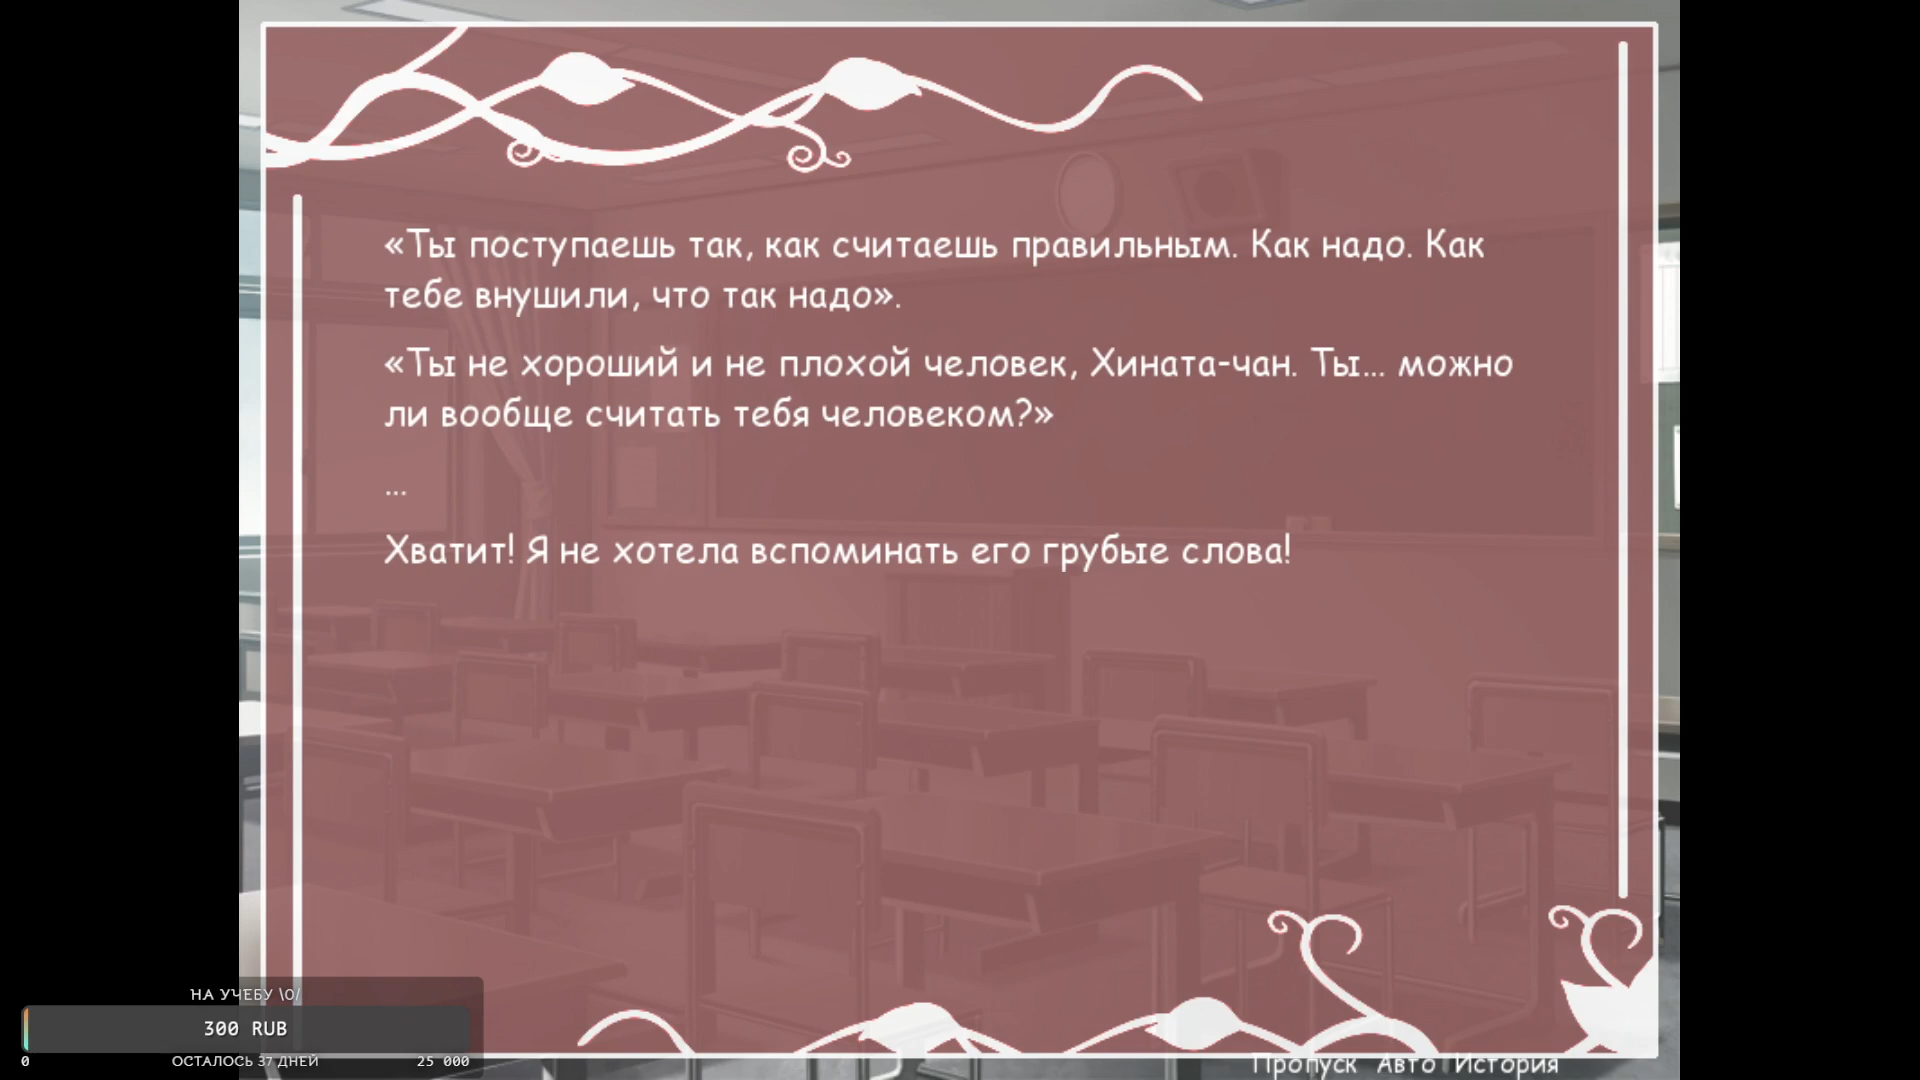 «Ты поступаешь так, как считаешь правильным. Как надо. Как
тебе внушили, что так надо».
«Ты не хороший и не плохой человек, Хината-чан. Ты... можно
ли вообще считать тебя человеком?»
...
Хватит! Я не хотела вспоминать его грубые слова!
НА УЧЕБУ \O/
300 RUB
0 ОСТАЛОСЬ 37 ДНЕЙ 25 000
Пропуск Авто История